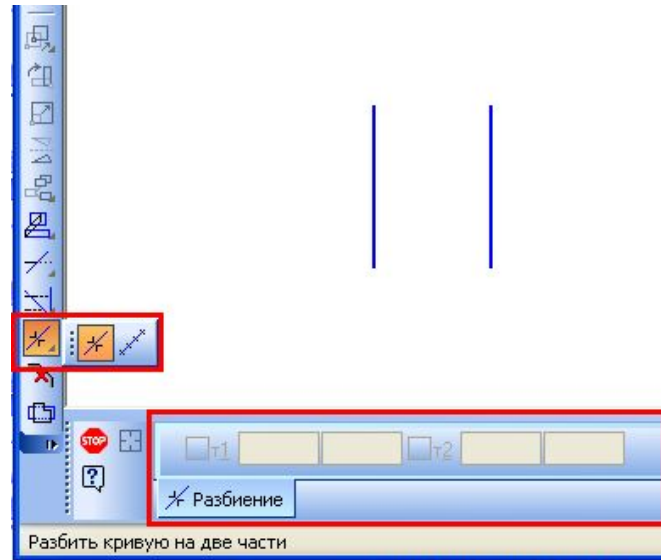 STOP
т1
т2
Разбиение
Разбить кривую на две части